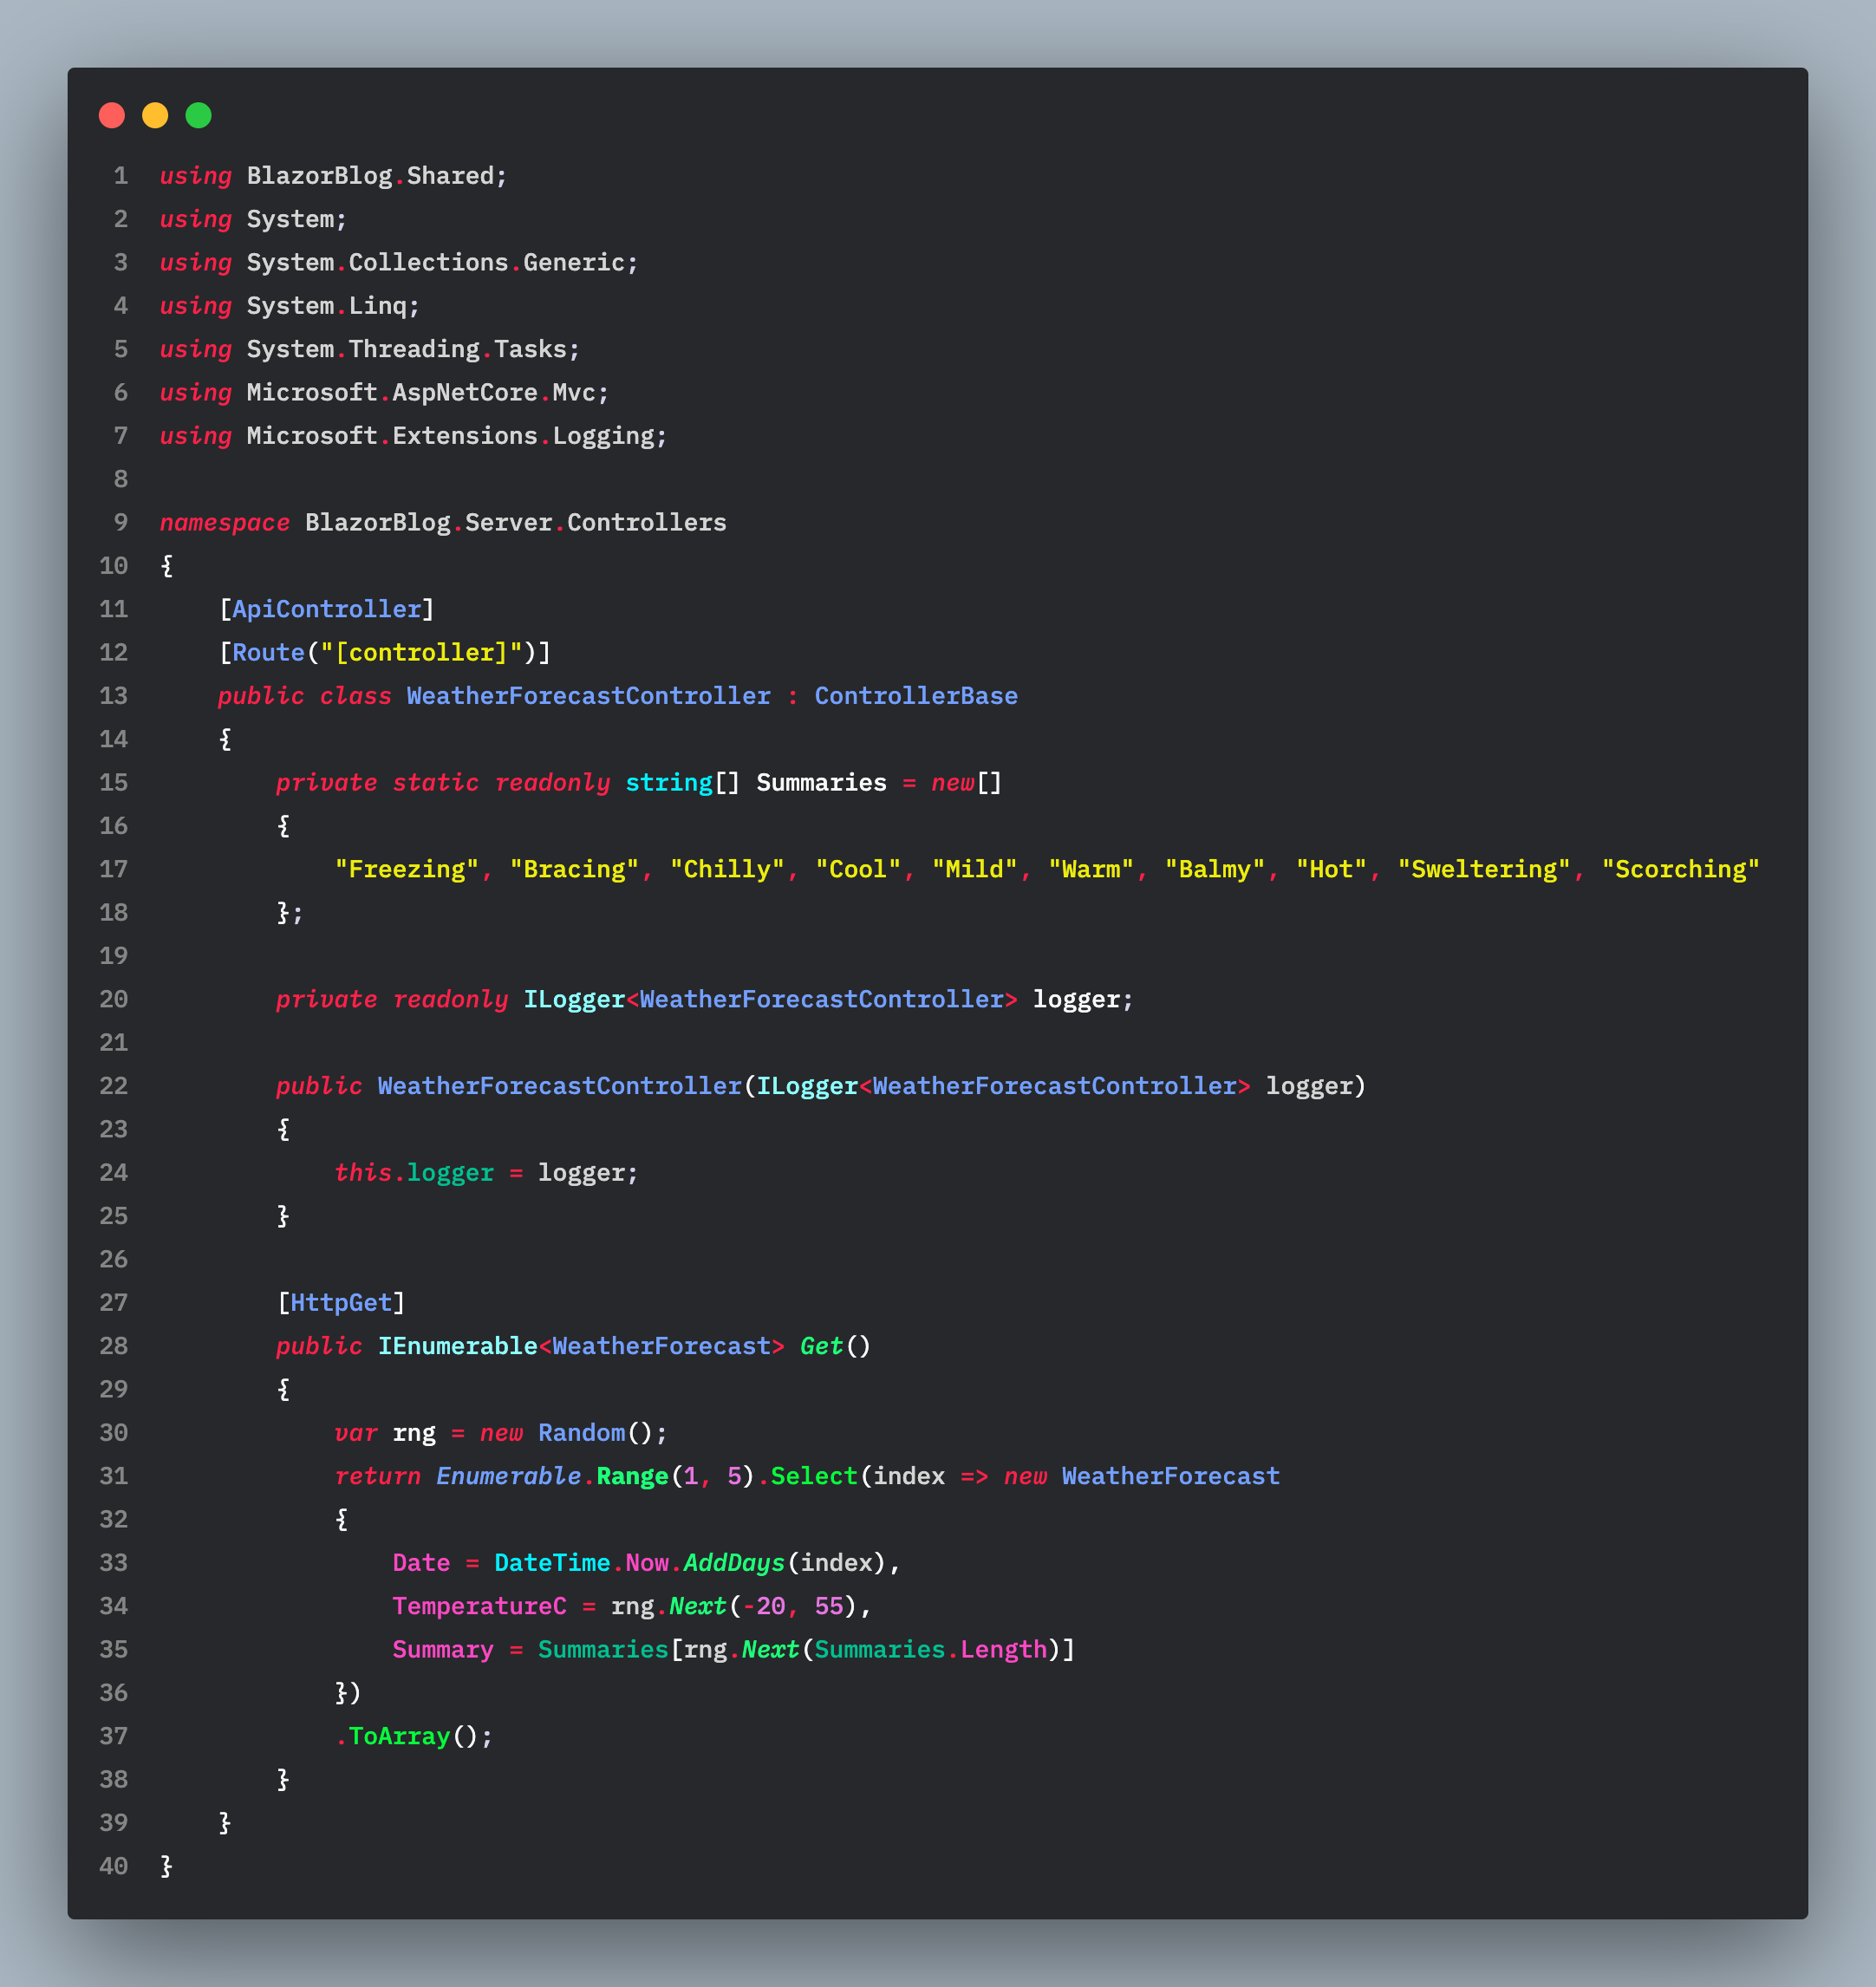 1 using BlazorBlog.Shared;
2 using System;
3 using System.Collections.Generic;
4 using System.Linq;
5 using System.Threading.Tasks;
6 using Microsoft.AspNetCore.Mvc;
7 using Microsoft.Extensions.Logging;
8
9 namespace BlazorBlog.Server.Controllers
10 {
11     [ApiController]
12     [Route("[controller]")]
13     public class WeatherForecastController : ControllerBase
14     {
15         private static readonly string[] Summaries = new[]
16         {
17             "Freezing", "Bracing", "Chilly", "Cool", "Mild", "Warm", "Balmy", "Hot", "Sweltering", "Scorching"
18         };
19
20         private readonly ILogger<WeatherForecastController> logger;
21
22         public WeatherForecastController(ILogger<WeatherForecastController> logger)
23         {
24             this.logger = logger;
25         }
26
27         [HttpGet]
28         public IEnumerable<WeatherForecast> Get()
29         {
30             var rng = new Random();
31             return Enumerable.Range(1, 5).Select(index => new WeatherForecast
32             {
33                 Date = DateTime.Now.AddDays(index),
34                 TemperatureC = rng.Next(-20, 55),
35                 Summary = Summaries[rng.Next(Summaries.Length)]
36             })
37             .ToArray();
38         }
39     }
40 }